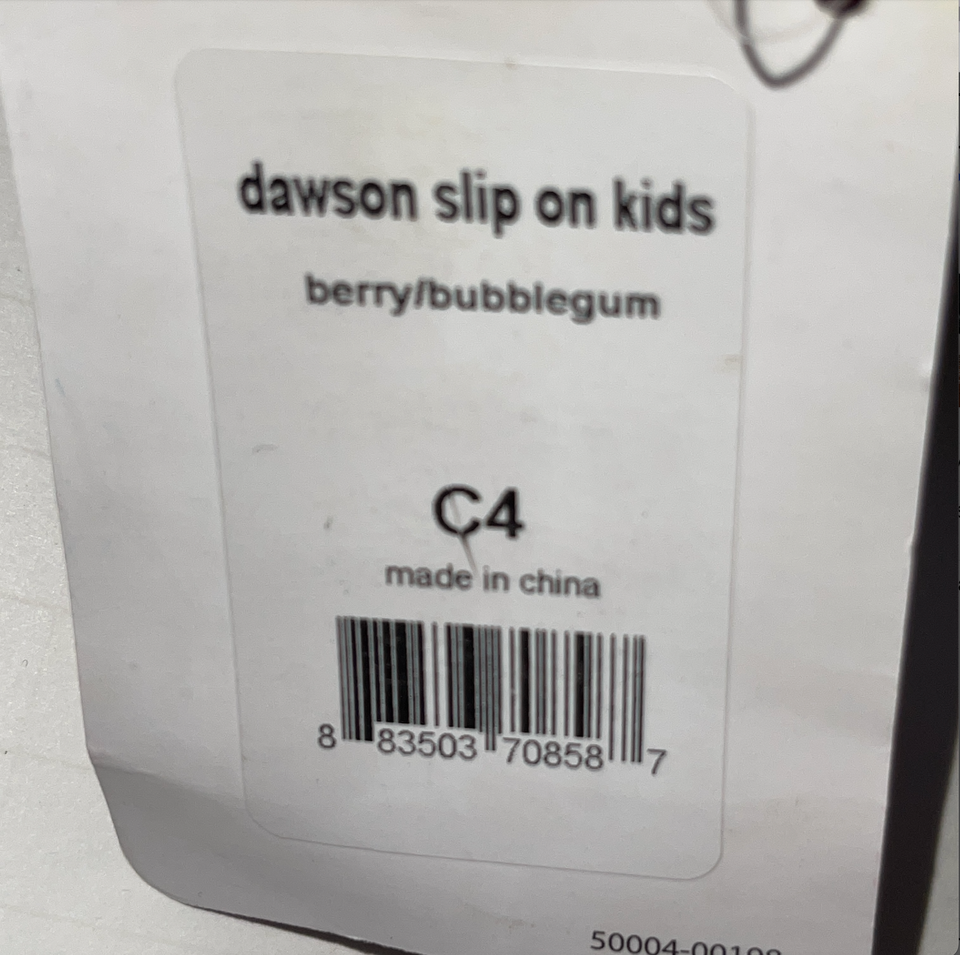 dawson slip on kids
berry/bubblegum
C4
made in china
8 83503 70858 7